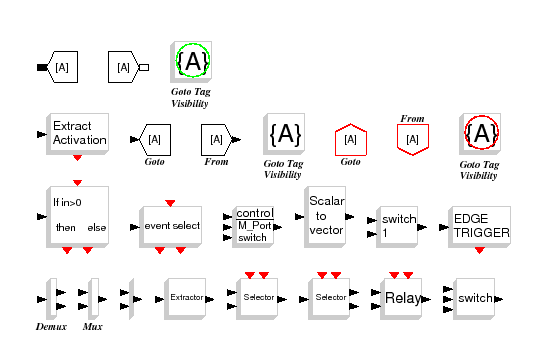 [A]
[A]
{A}
Goto Tag
Visibility
Extract
Activation
[A]
Goto
[A]
From
{A}
Goto Tag
Visibility
[A]
Goto
From
[A]
{A}
Goto Tag
Visibility
If in>0
then else
event select
control
M_Port
switch
Scalar
to
vector
switch
1
EDGE
TRIGGER
Demux
Mux
Extractor
Selector
Selector
Relay
switch